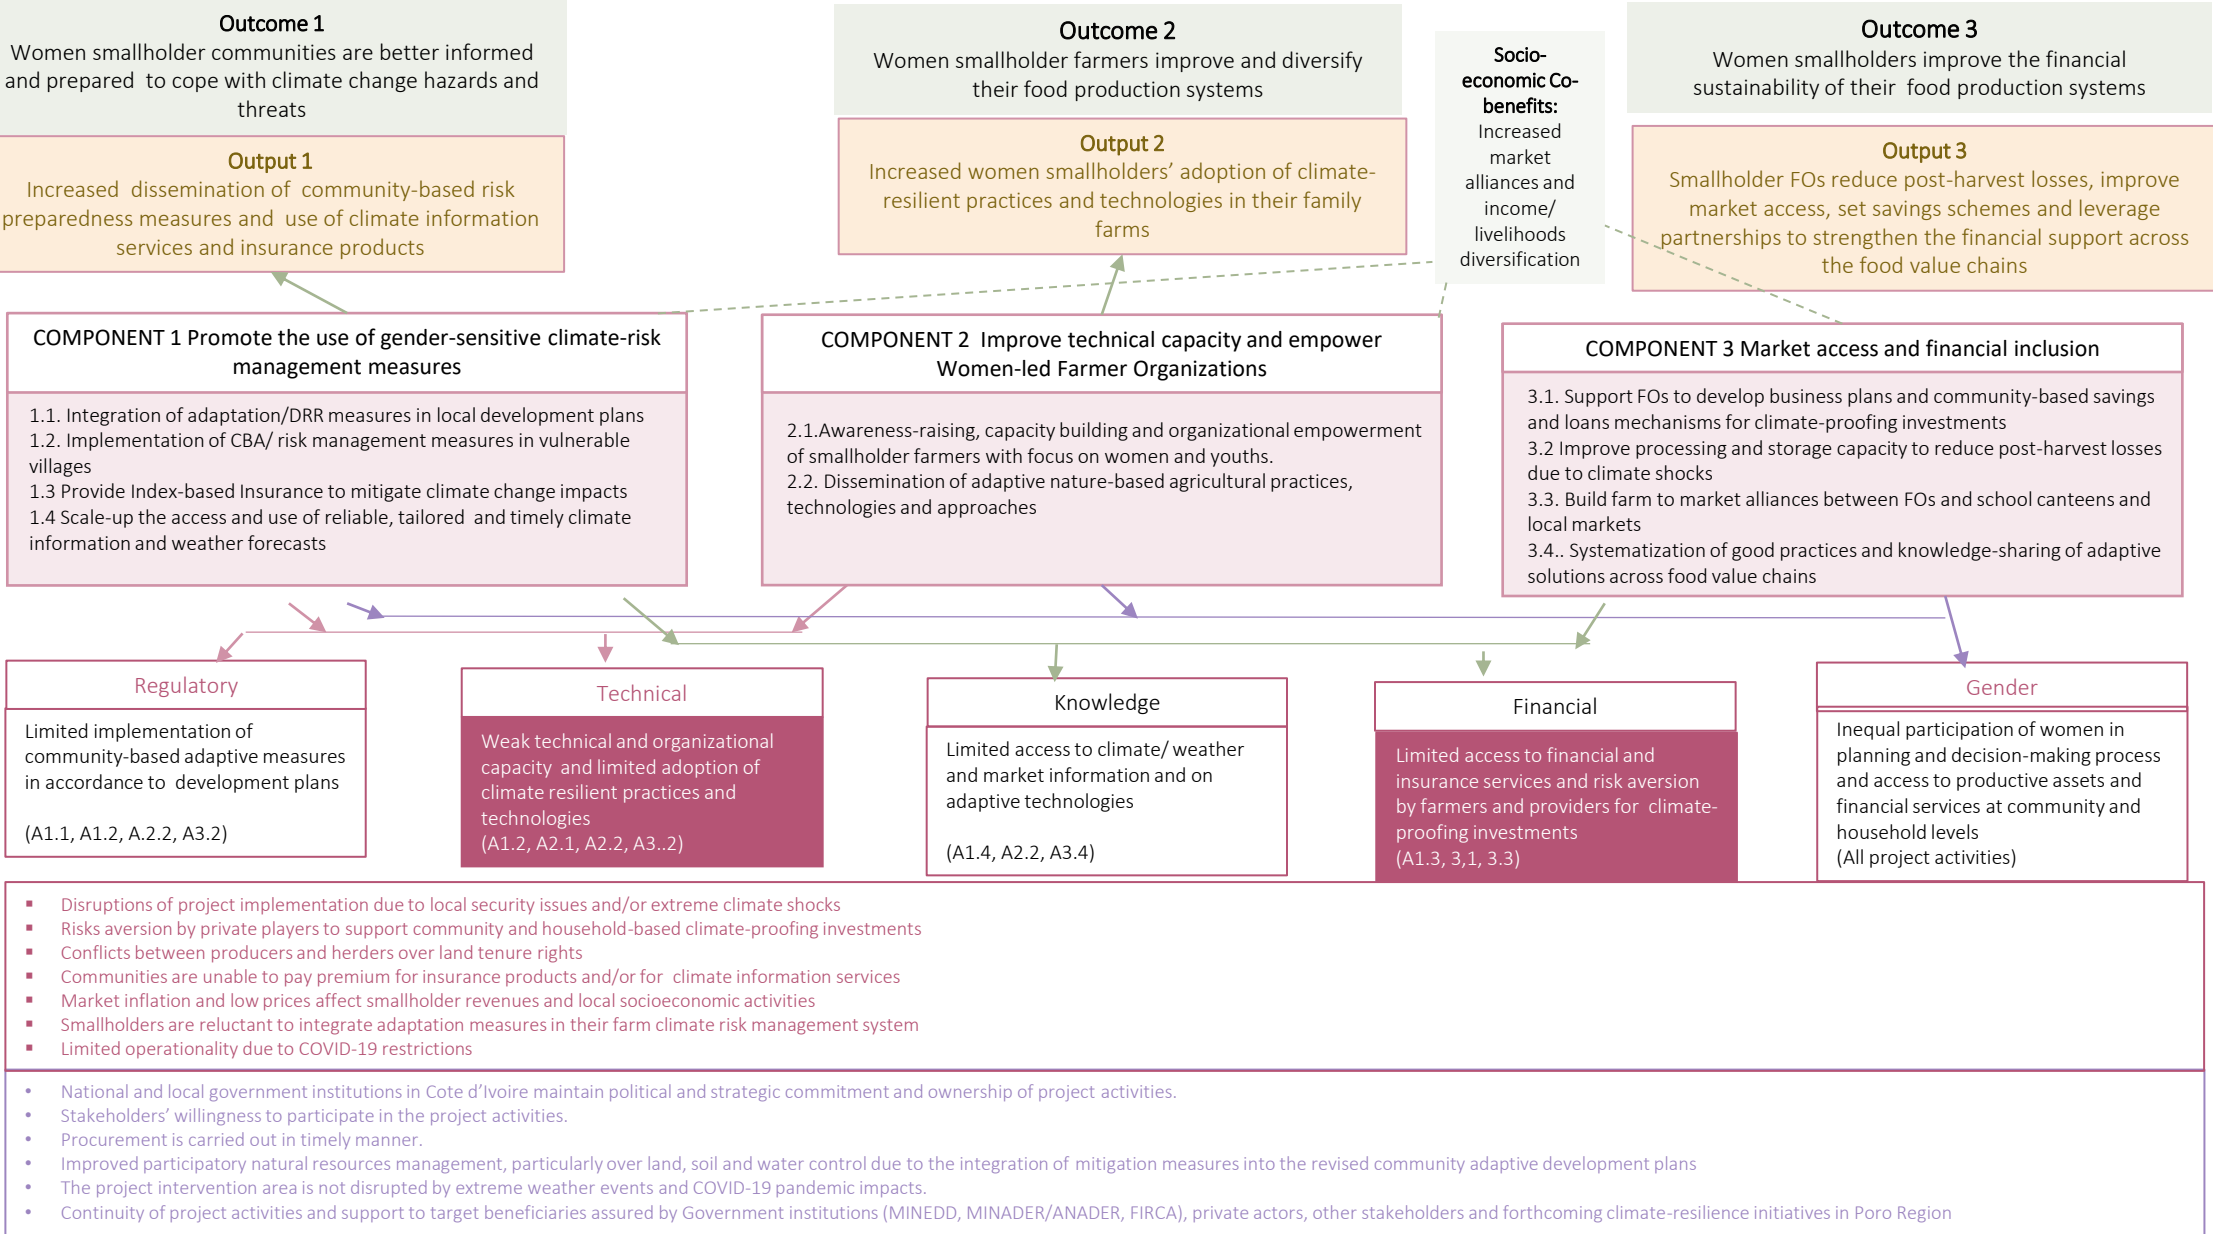 Outcome 1
Women smallholder communities are better informed
and prepared to cope with climate change hazards and
threats
Output 1
Increased dissemination of community-based risk
preparedness measures and use of climate information
services and insurance products
Outcome 2
Women smallholder farmers improve and diversify
their food production systems
Output 2
Increased women smallholders’ adoption of climate-
resilient practices and technologies in their family
farms
Socio-
economic Co-
benefits:
Increased
market
alliances and
income/
livelihoods
diversification
Outcome 3
Women smallholders improve the financial
sustainability of their food production systems
Output 3
Smallholder FOs reduce post-harvest losses, improve
market access, set savings schemes and leverage
partnerships to strengthen the financial support across
the food value chains
COMPONENT 1 Promote the use of gender-sensitive climate-risk
management measures
1.1. Integration of adaptation/DRR measures in local development plans
1.2. Implementation of CBA/ risk management measures in vulnerable
villages
1.3 Provide Index-based Insurance to mitigate climate change impacts
1.4 Scale-up the access and use of reliable, tailored and timely climate
information and weather forecasts
COMPONENT 2 Improve technical capacity and empower
Women-led Farmer Organizations
2.1.Awareness-raising, capacity building and organizational empowerment
of smallholder farmers with focus on women and youths.
2.2. Dissemination of adaptive nature-based agricultural practices,
technologies and approaches
COMPONENT 3 Market access and financial inclusion
3.1. Support FOs to develop business plans and community-based savings
and loans mechanisms for climate-proofing investments
3.2 Improve processing and storage capacity to reduce post-harvest losses
due to climate shocks
3.3. Build farm to market alliances between FOs and school canteens and
local markets
3.4.. Systematization of good practices and knowledge-sharing of adaptive
solutions across food value chains
Regulatory
Limited implementation of
community-based adaptive measures
in accordance to development plans
(A1.1, A1.2, A.2.2, A3.2)
Technical
Weak technical and organizational
capacity and limited adoption of
climate resilient practices and
technologies
(A1.2, A2.1, A2.2, A3..2)
Knowledge
Limited access to climate/ weather
and market information and on
adaptive technologies
(A1.4, A2.2, A3.4)
Financial
Limited access to financial and
insurance services and risk aversion
by farmers and providers for climate-
proofing investments
(A1.3, 3,1, 3.3)
Gender
Inequal participation of women in
planning and decision-making process
and access to productive assets and
financial services at community and
household levels
(All project activities)
▪ Disruptions of project implementation due to local security issues and/or extreme climate shocks
▪ Risks aversion by private players to support community and household-based climate-proofing investments
▪ Conflicts between producers and herders over land tenure rights
▪ Communities are unable to pay premium for insurance products and/or for climate information services
▪ Market inflation and low prices affect smallholder revenues and local socioeconomic activities
▪ Smallholders are reluctant to integrate adaptation measures in their farm climate risk management system
▪ Limited operationality due to COVID-19 restrictions
• National and local government institutions in Cote d’Ivoire maintain political and strategic commitment and ownership of project activities.
• Stakeholders’ willingness to participate in the project activities.
• Procurement is carried out in timely manner.
• Improved participatory natural resources management, particularly over land, soil and water control due to the integration of mitigation measures into the revised community adaptive development plans
• The project intervention area is not disrupted by extreme weather events and COVID-19 pandemic impacts.
• Continuity of project activities and support to target beneficiaries assured by Government institutions (MINEDD, MINADER/ANADER, FIRCA), private actors, other stakeholders and forthcoming climate-resilience initiatives in Poro Region